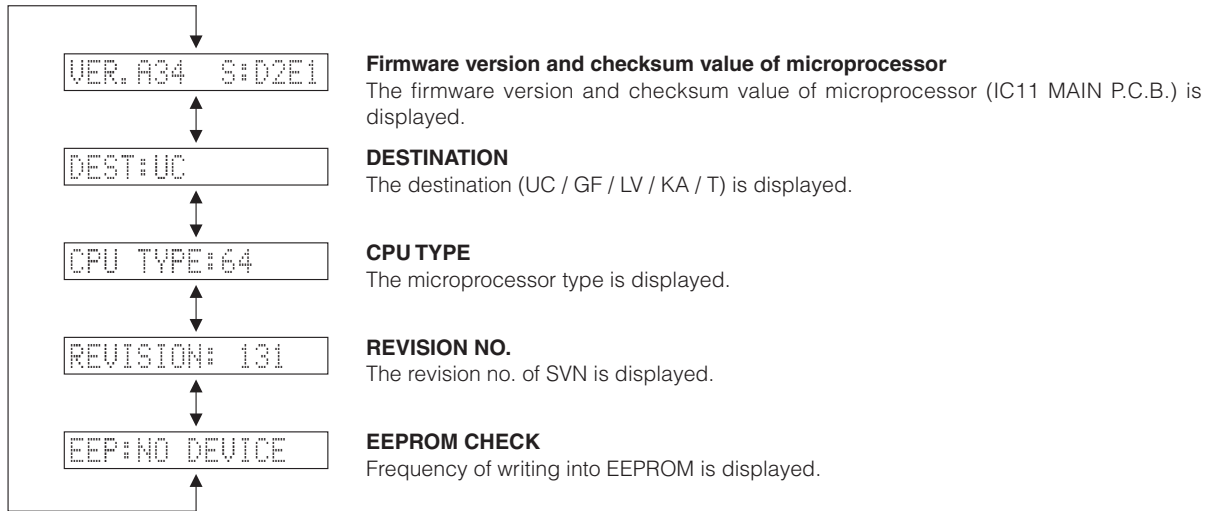 VER.A34 S:D2E1
Firmware version and checksum value of microprocessor
The firmware version and checksum value of microprocessor (IC11 MAIN P.C.B.) is
displayed.
DEST:UC
DESTINATION
The destination (UC / GF / LV / KA / T) is displayed.
CPU TYPE:64
CPU TYPE
The microprocessor type is displayed.
REVISION: 131
REVISION NO.
The revision no. of SVN is displayed.
EEP:NO DEVICE
EEPROM CHECK
Frequency of writing into EEPROM is displayed.